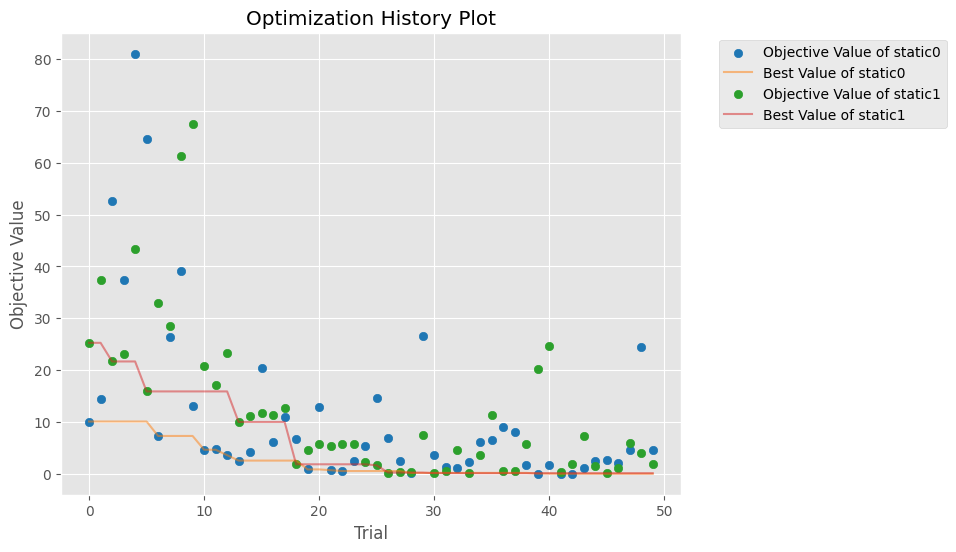 Optimization History Plot
Objective Value of static0
Best Value of static0
Objective Value of static1
Best Value of static1
80
70
60
50
40
30
20
10
0
Objective Value
0
10
20
30
40
50
Trial